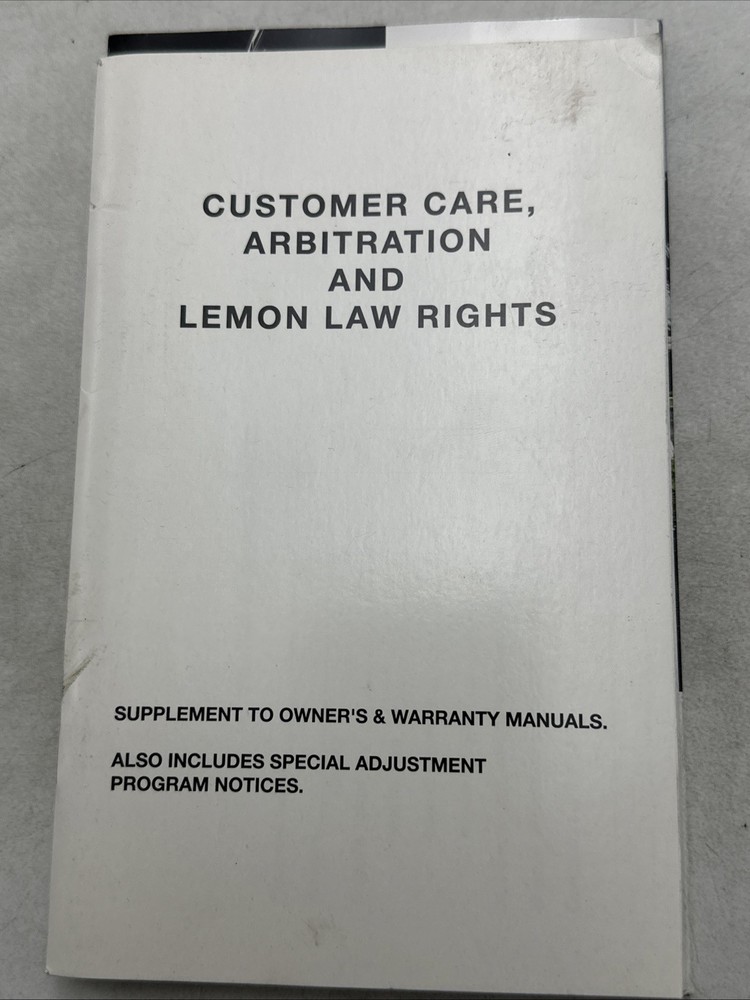 CUSTOMER CARE,
ARBITRATION
AND
LEMON LAW RIGHTS
SUPPLEMENT TO OWNER'S & WARRANTY MANUALS.
ALSO INCLUDES SPECIAL ADJUSTMENT
PROGRAM NOTICES.